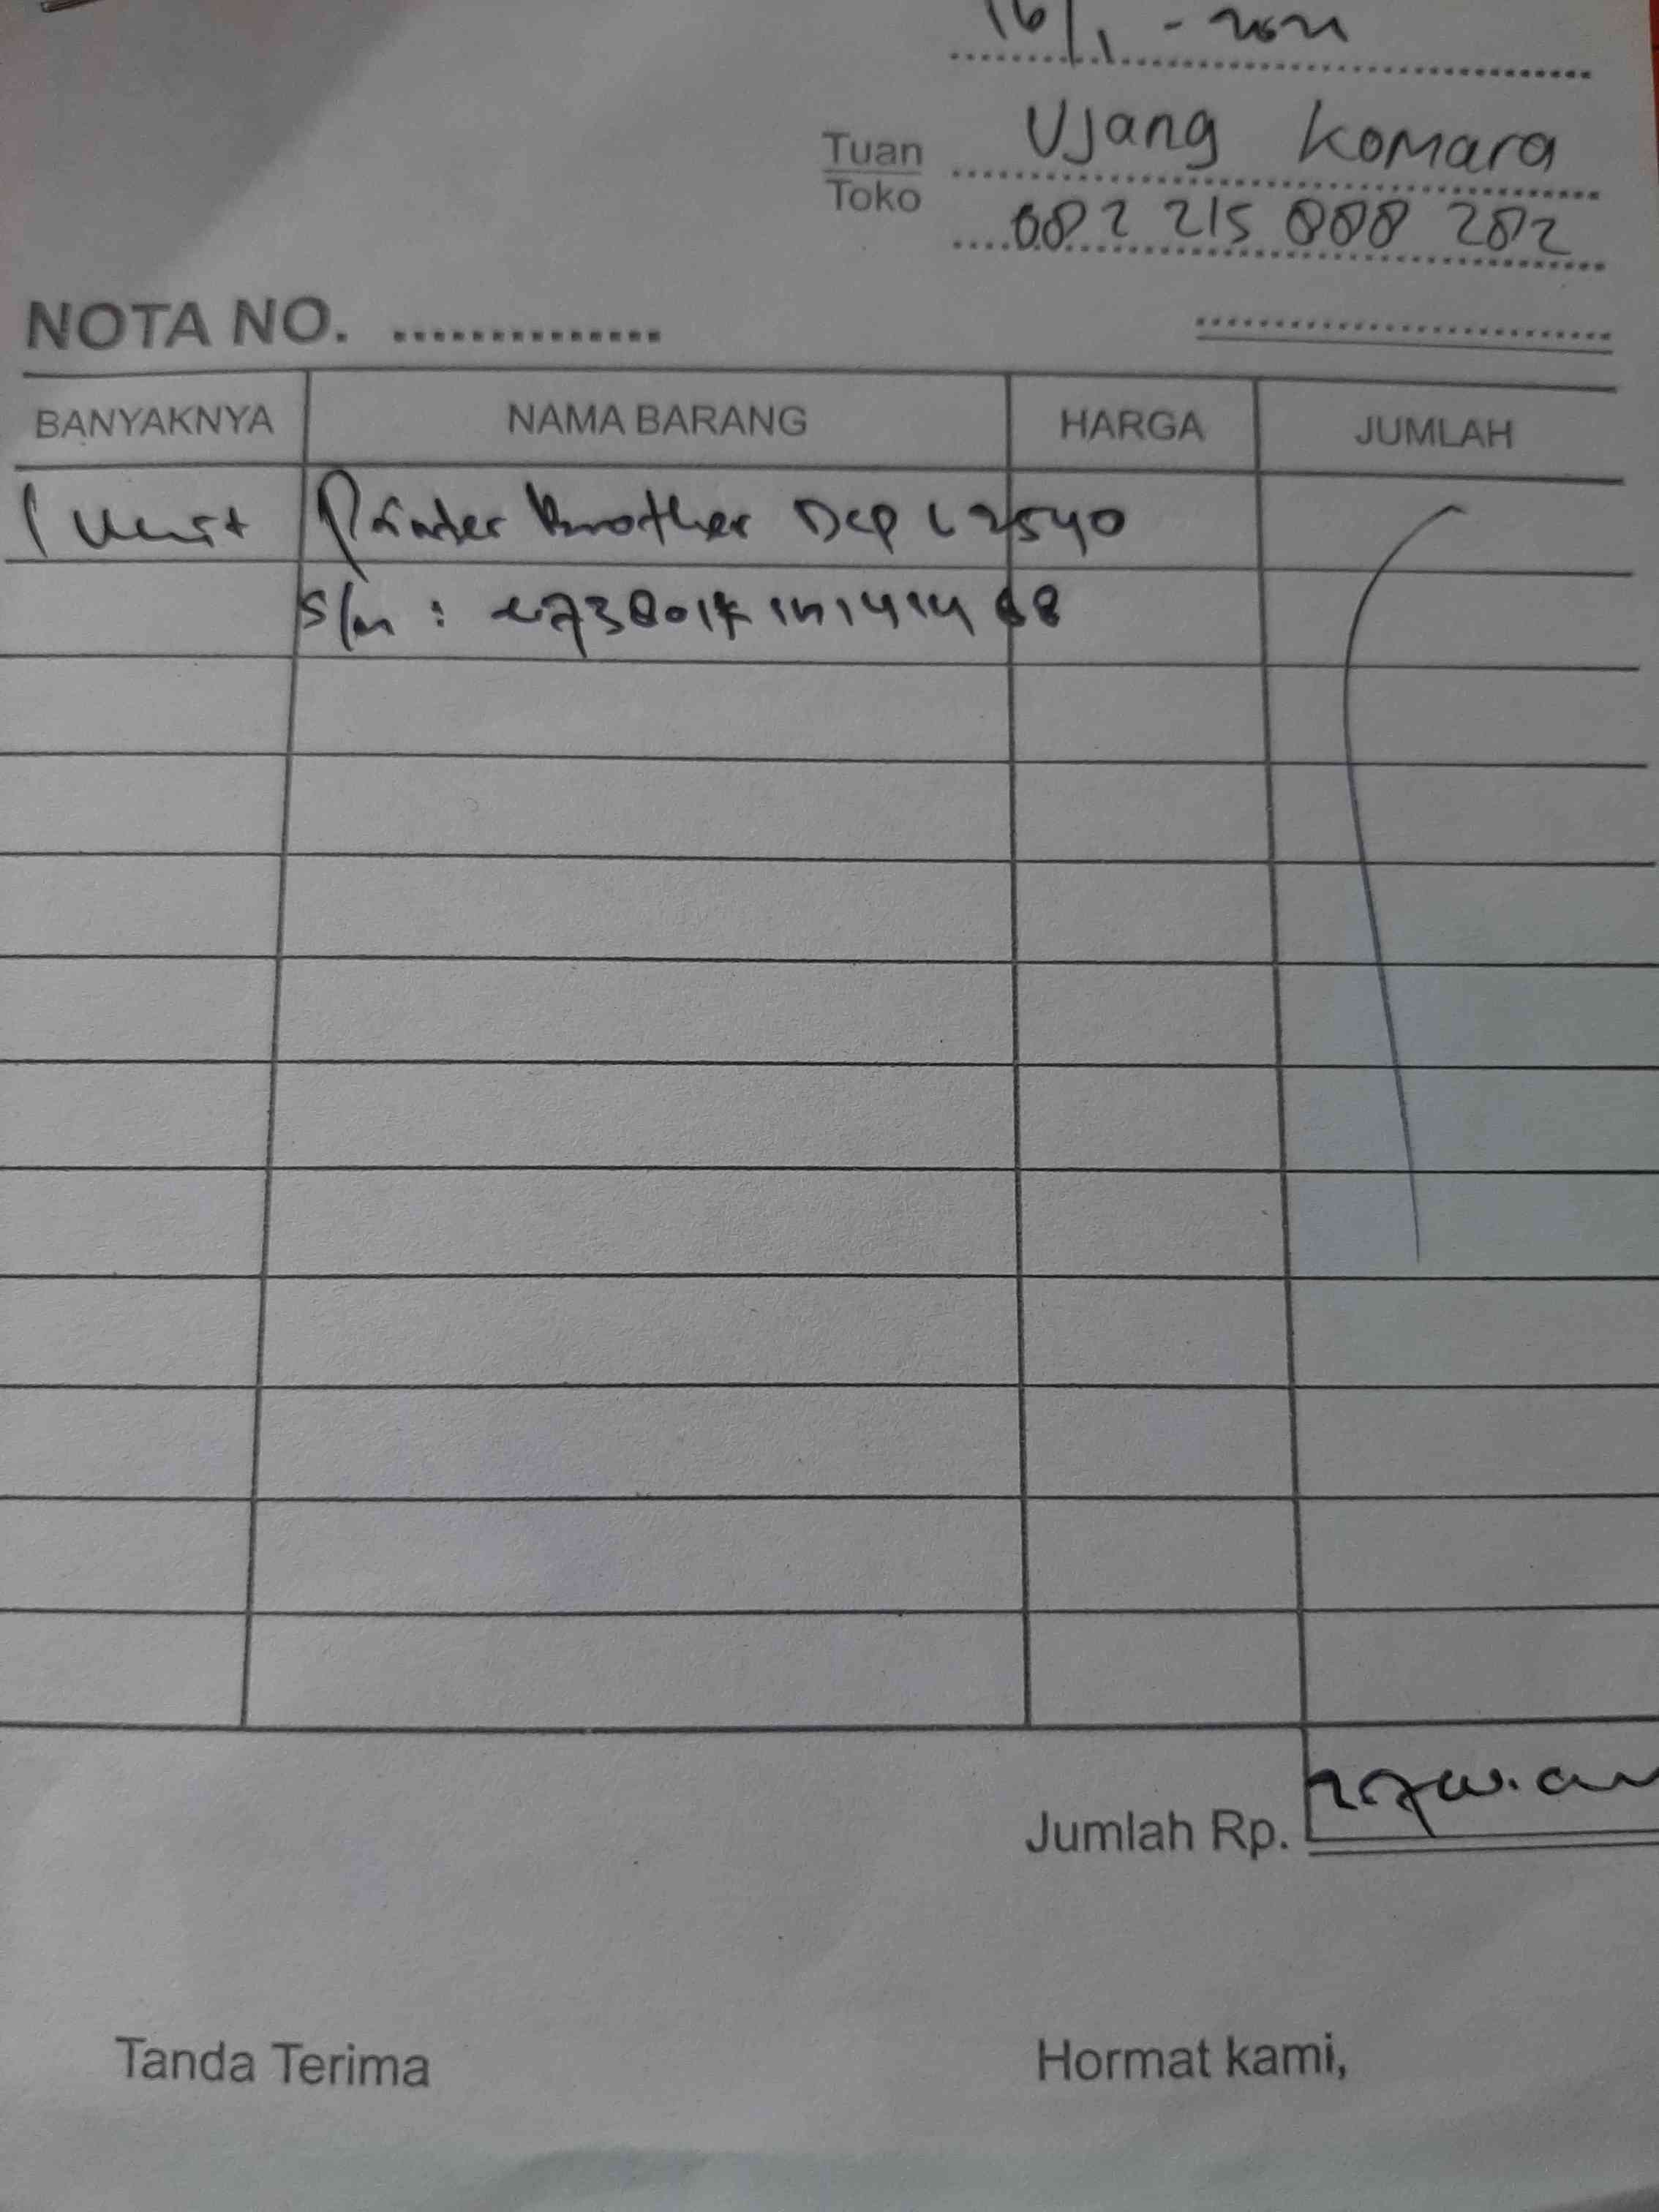 16/1 - 2021
Tuan Ujang Komara
Toko 082 215 888 282
NOTA NO.
BANYAKNYA NAMA BARANG HARGA JUMLAH
1 Unit Printer Brother DCP L2540
S/n :
Jumlah Rp.
Tanda Terima Hormat kami,